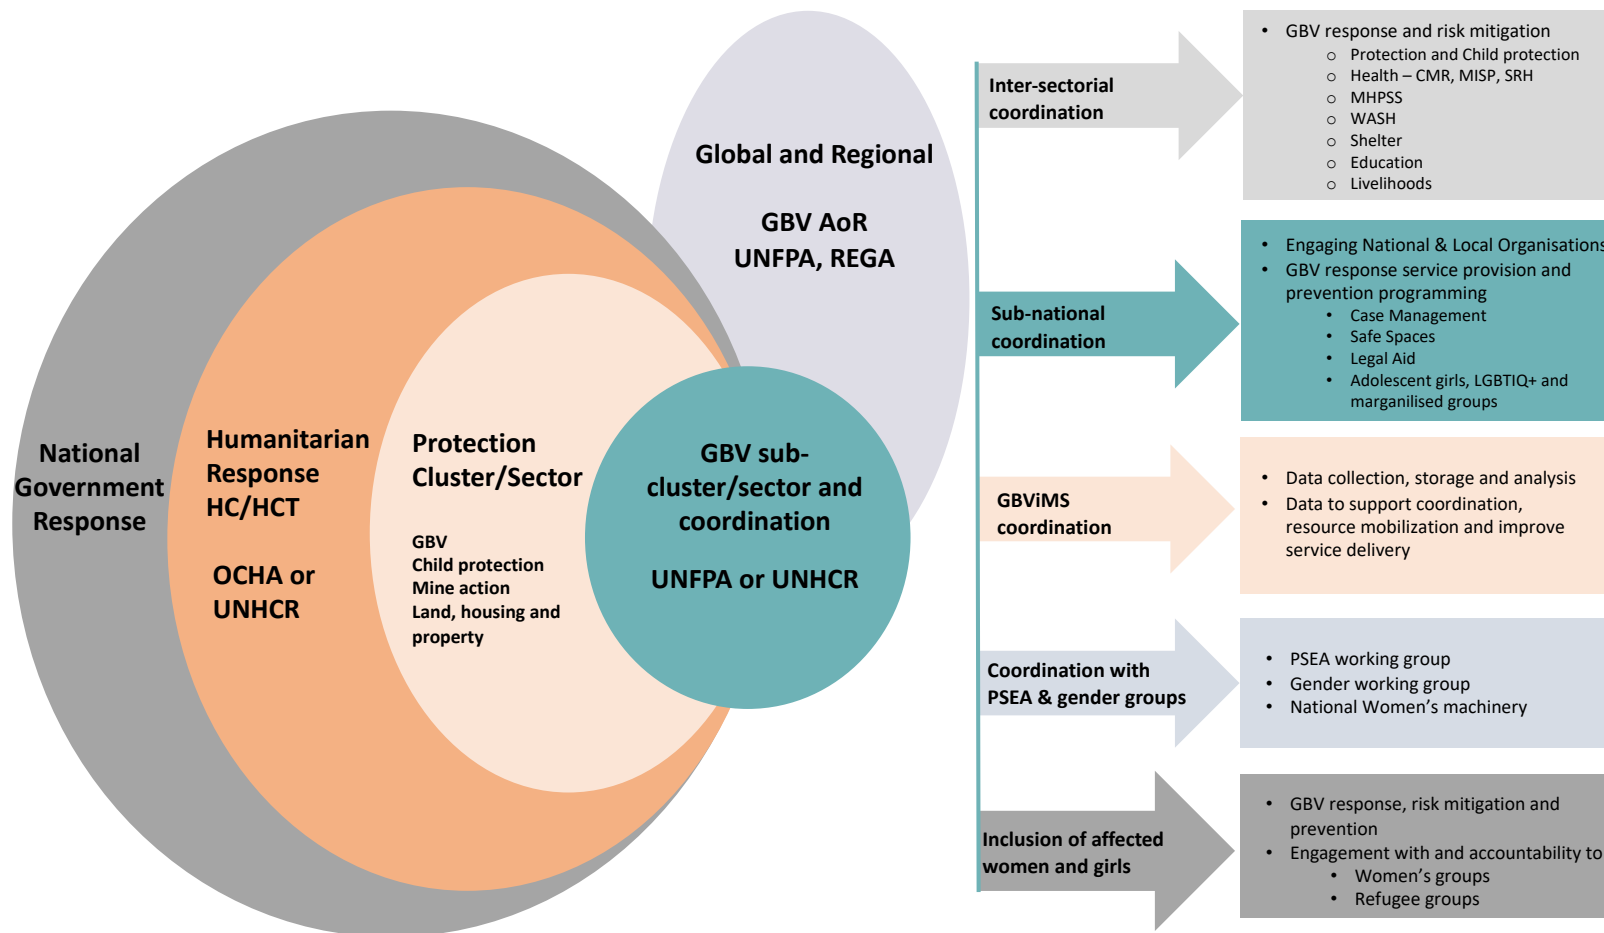 National
Government
Response
Humanitarian
Response
HC/HCT
OCHA or
UNHCR
Protection
Cluster/Sector
GBV
Child protection
Mine action
Land, housing and
property
Global and Regional
GBV AoR
UNFPA, REGA
GBV sub-
cluster/sector and
coordination
UNFPA or UNHCR
Inter-sectorial
coordination
• GBV response and risk mitigation
o Protection and Child protection
o Health – CMR, MISP, SRH
o MHPSS
o WASH
o Shelter
o Education
o Livelihoods
Sub-national
coordination
• Engaging National & Local Organisations
• GBV response service provision and
prevention programming
• Case Management
• Safe Spaces
• Legal Aid
• Adolescent girls, LGBTIQ+ and
marganilised groups
GBViMS
coordination
• Data collection, storage and analysis
• Data to support coordination,
resource mobilization and improve
service delivery
Coordination with
PSEA & gender groups
• PSEA working group
• Gender working group
• National Women’s machinery
Inclusion of affected
women and girls
• GBV response, risk mitigation and
prevention
• Engagement with and accountability to
• Women’s groups
• Refugee groups